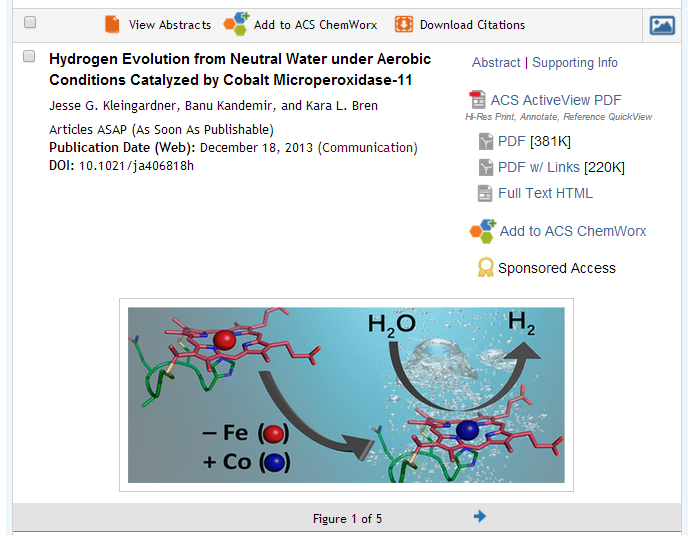 View Abstracts Add to ACS ChemWorx Download Citations
Hydrogen Evolution from Neutral Water under Aerobic
Conditions Catalyzed by Cobalt Microperoxidase-11
Jesse G. Kleingardner, Banu Kandemir, and Kara L. Bren
Articles ASAP (As Soon As Publishable)
Publication Date (Web): December 18, 2013 (Communication)
DOI: 10.1021/ja406818h
Abstract | Supporting Info
ACS ActiveView PDF
Hi-Res Print, Annotate, Reference QuickView
PDF [381K]
PDF w/ Links [220K]
Full Text HTML
Add to ACS ChemWorx
Sponsored Access
H₂O H₂
– Fe ( )
+ Co ( )
Figure 1 of 5